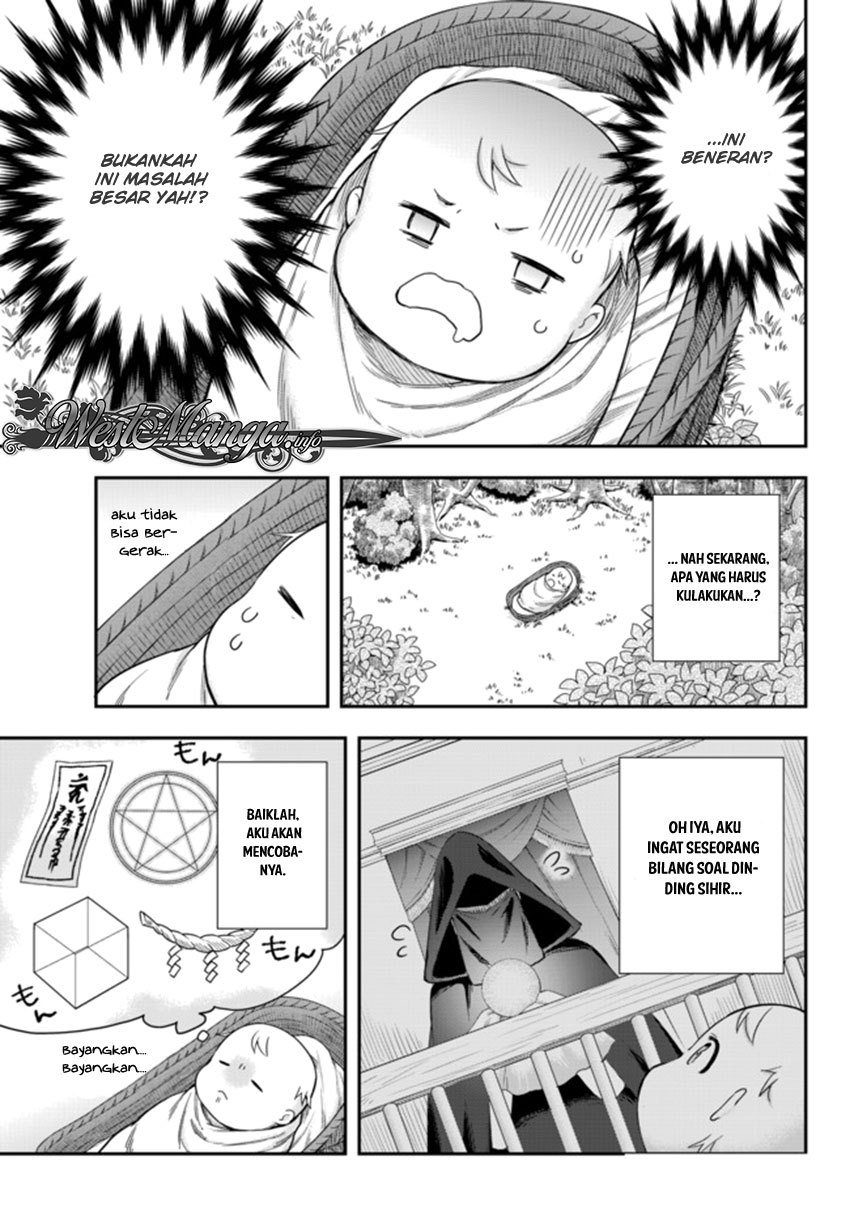 ...INI
BENERAN?
BUKANKAH
INI MASALAH
BESAR YAH!?
WestManga.info
... NAH SEKARANG,
APA YANG HARUS
KULAKUKAN...?
aku tidak
Bisa Ber-
Gerak...
OH IYA, AKU
INGAT SESEORANG
BILANG SOAL DIN-
DING SIHIR...
BAIKLAH,
AKU AKAN
MENCOBA-
NYA.
もん
もん
もん
Bayangkan....
Bayangkan....